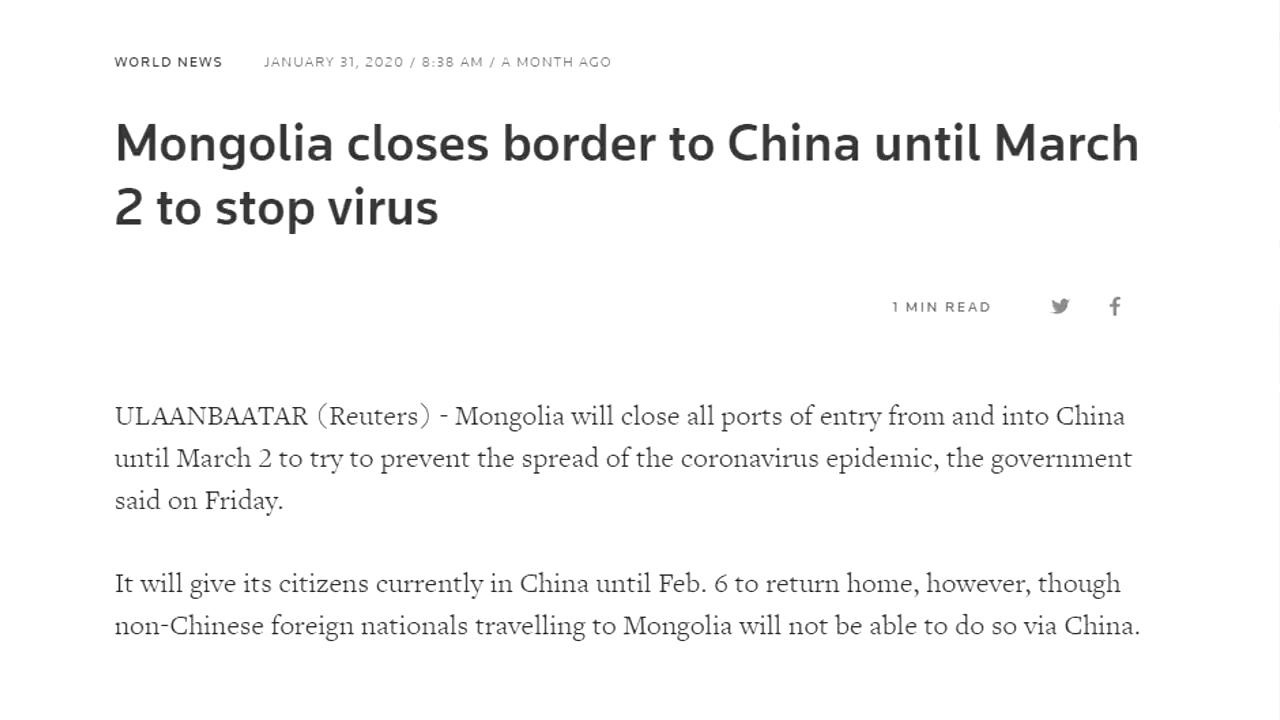 WORLD NEWS JANUARY 31, 2020 / 8:38 AM / A MONTH AGO
Mongolia closes border to China until March
2 to stop virus
1 MIN READ
ULAANBAATAR (Reuters) - Mongolia will close all ports of entry from and into China
until March 2 to try to prevent the spread of the coronavirus epidemic, the government
said on Friday.
It will give its citizens currently in China until Feb. 6 to return home, however, though
non-Chinese foreign nationals travelling to Mongolia will not be able to do so via China.